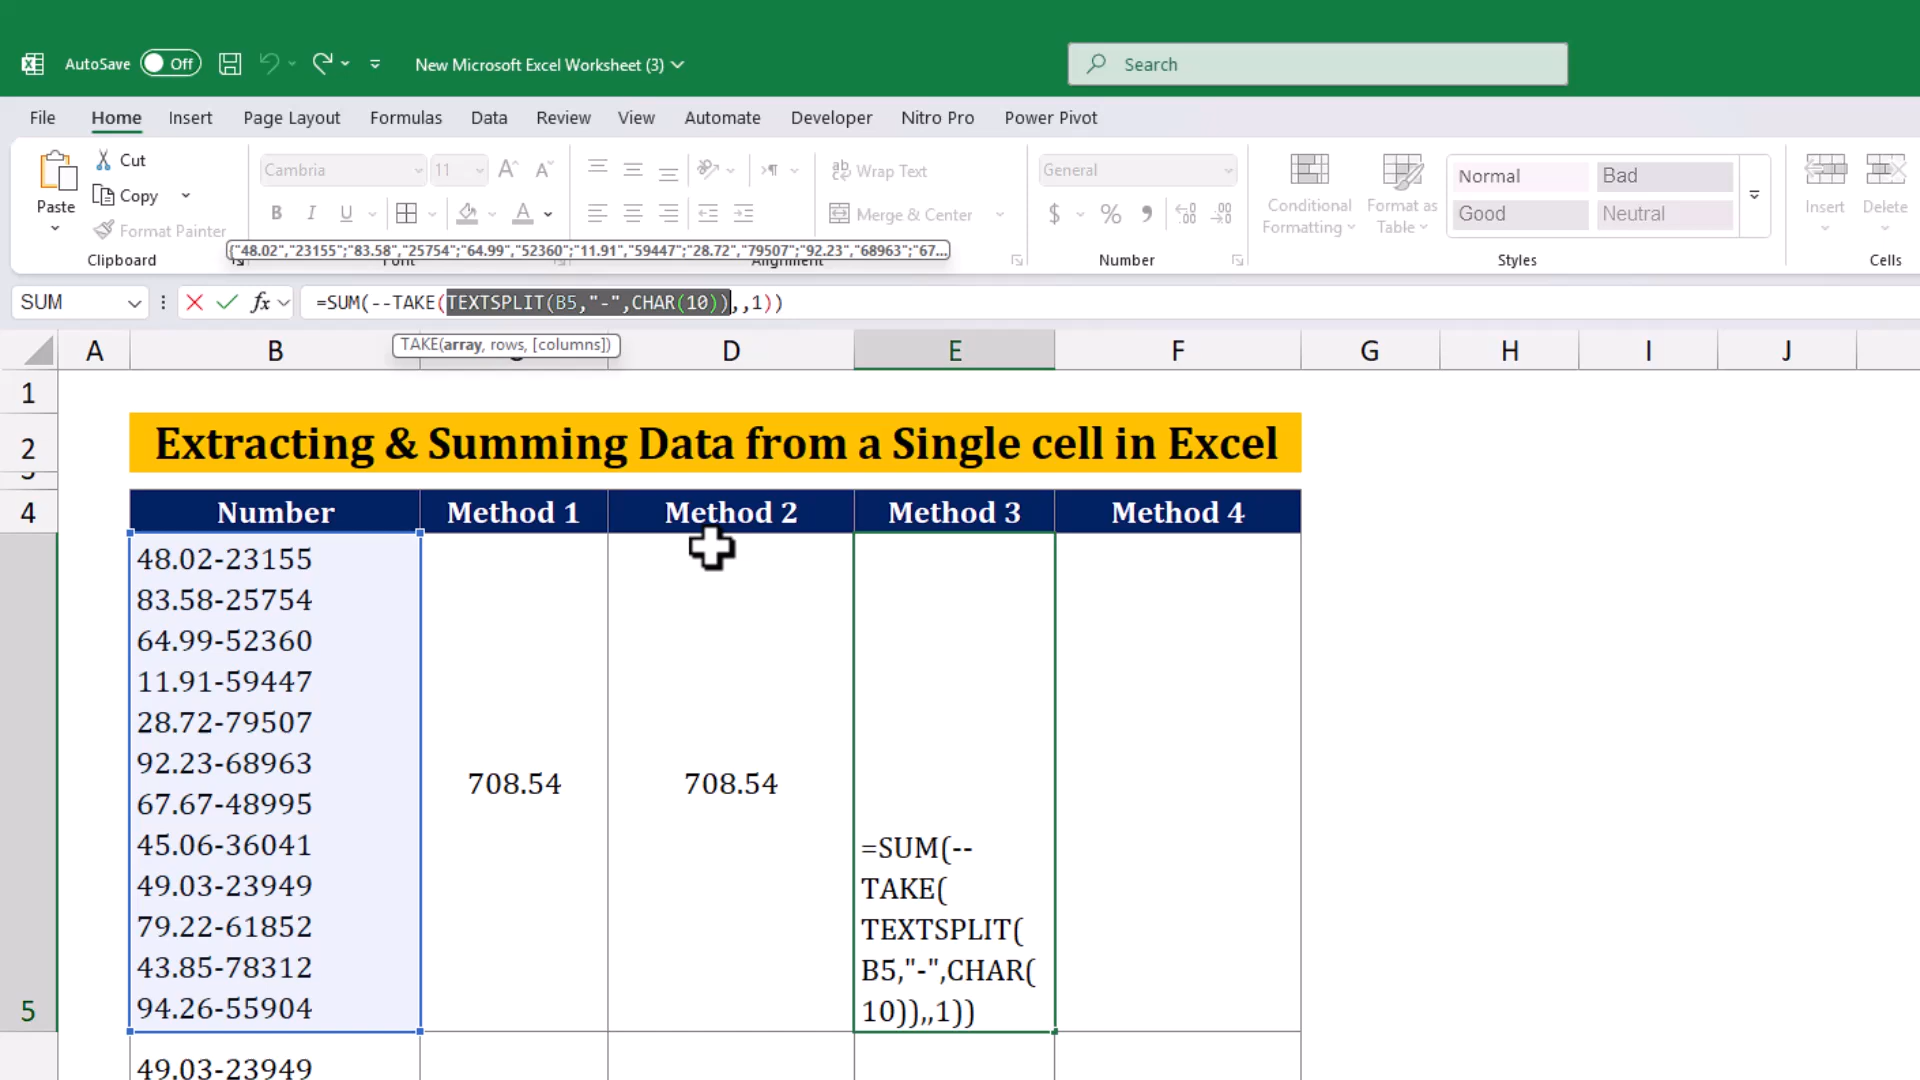 AutoSave Off New Microsoft Excel Worksheet (3) Search
File Home Insert Page Layout Formulas Data Review View Automate Developer Nitro Pro Power Pivot
Paste Cut Copy Format Painter
Clipboard
Cambria 11
B I U
Wrap Text
Merge & Center
Alignment
General
$ %
Number
Conditional Formatting
Format as Table
Normal Bad
Good Neutral
Styles
Insert Delete
Cells
{"48.02","23155";"83.58","25754";"64.99","52360";"11.91","59447";"28.72","79507";"92.23","68963";"67...
SUM fx =SUM(--TAKE(TEXTSPLIT(B5,"-",CHAR(10)),,1))
TAKE(array, rows, [columns])
A B D E F G H I J
1
2 Extracting & Summing Data from a Single cell in Excel
4 Number Method 1 Method 2 Method 3 Method 4
48.02-23155
83.58-25754
64.99-52360
11.91-59447
28.72-79507
92.23-68963
67.67-48995
45.06-36041
49.03-23949
79.22-61852
43.85-78312
94.26-55904
5
708.54
708.54
=SUM(--
TAKE(
TEXTSPLIT(
B5,"-",CHAR(
10)),,1))
49.03-23949